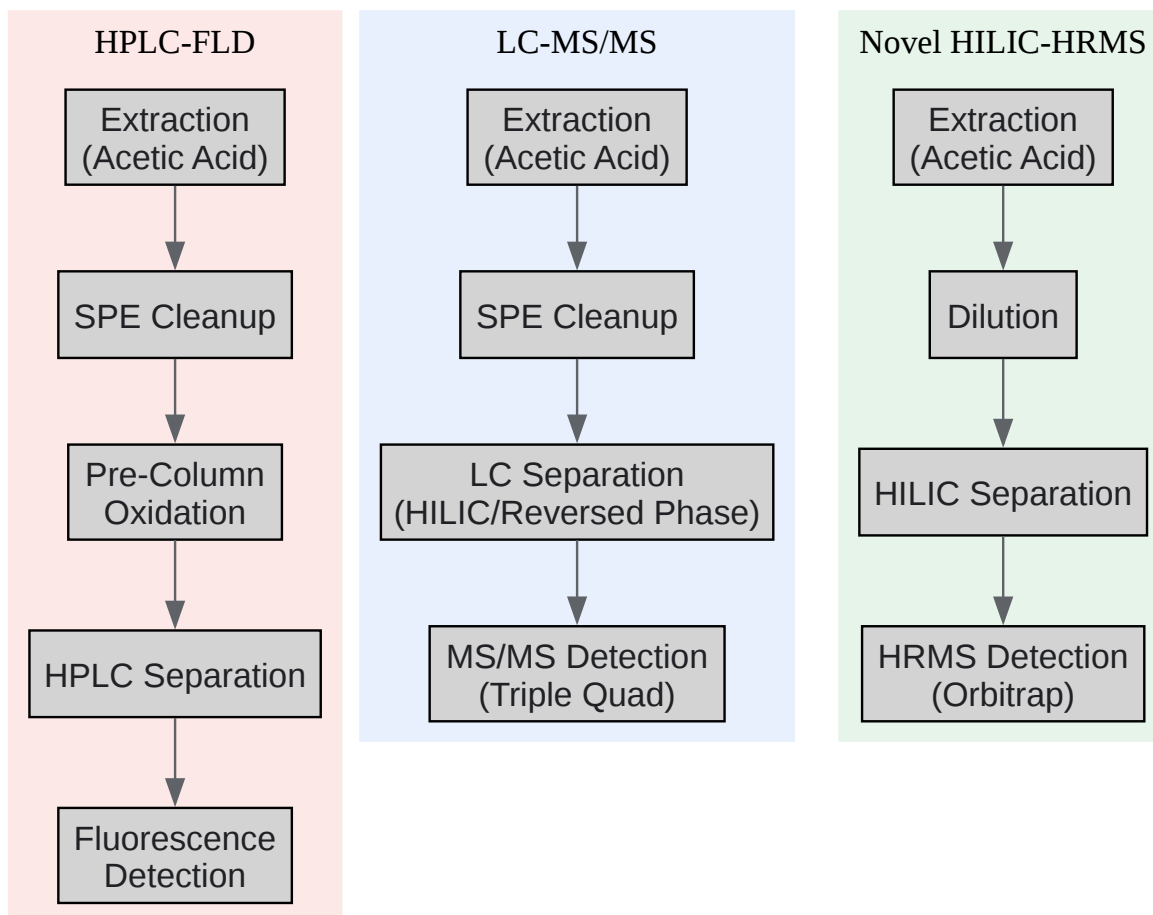 HPLC-FLD
Extraction
(Acetic Acid)
SPE Cleanup
Pre-Column
Oxidation
HPLC Separation
Fluorescence
Detection
LC-MS/MS
Extraction
(Acetic Acid)
SPE Cleanup
LC Separation
(HILIC/Reversed Phase)
MS/MS Detection
(Triple Quad)
Novel HILIC-HRMS
Extraction
(Acetic Acid)
Dilution
HILIC Separation
HRMS Detection
(Orbitrap)